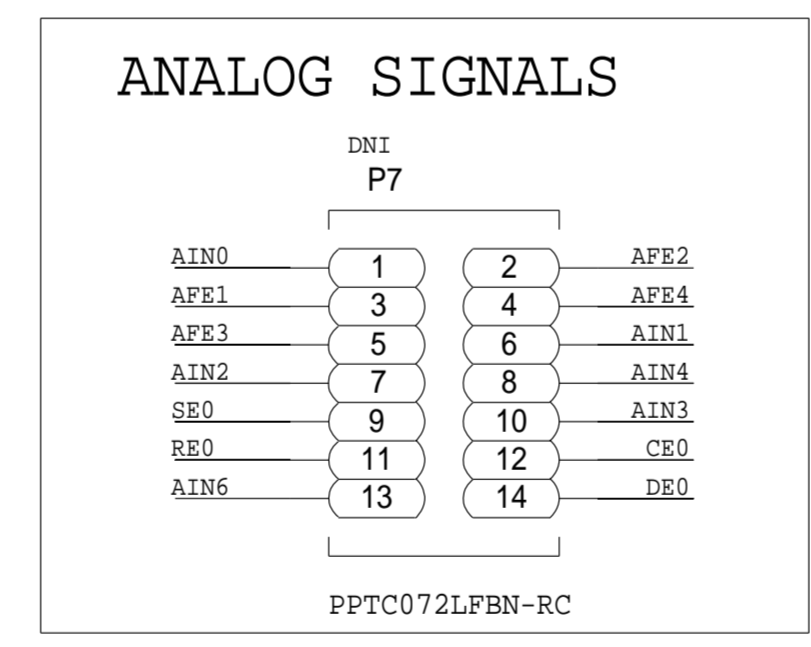 ANALOG SIGNALS
DNI
P7
AIN0 1 2 AFE2
AFE1 3 4 AFE4
AFE3 5 6 AIN1
AIN2 7 8 AIN4
SE0 9 10 AIN3
RE0 11 12 CE0
AIN6 13 14 DE0
PPTC072LFBN-RC